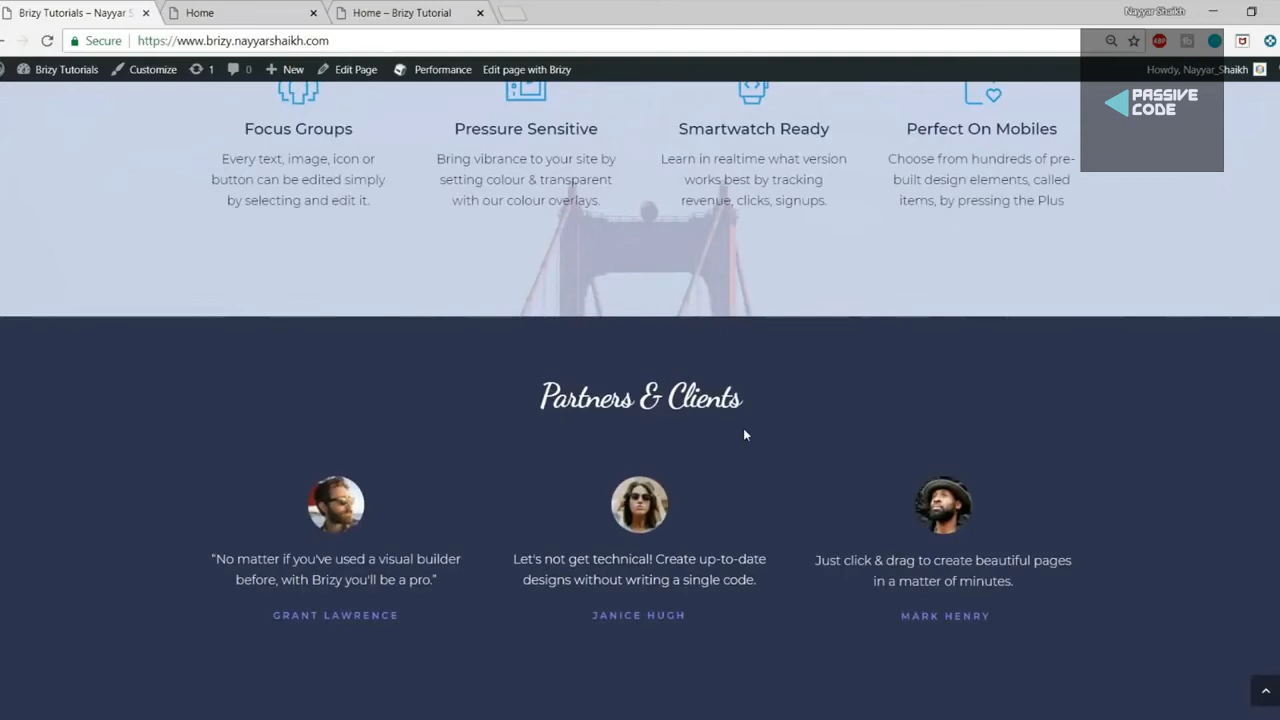 Brizy Tutorials – Nayyar S
Home
Home – Brizy Tutorial
Nayyar Shaikh
Secure
https://www.brizy.nayyarshaikh.com
ABP
Brizy Tutorials
Customize
1
0
New
Edit Page
Performance
Edit page with Brizy
Howdy, Nayyar_Shaikh
PASSIVE
CODE
Focus Groups
Every text, image, icon or
button can be edited simply
by selecting and edit it.
Pressure Sensitive
Bring vibrance to your site by
setting colour & transparent
with our colour overlays.
Smartwatch Ready
Learn in realtime what version
works best by tracking
revenue, clicks, signups.
Perfect On Mobiles
Choose from hundreds of pre-
built design elements, called
items, by pressing the Plus
Partners & Clients
"No matter if you've used a visual builder
before, with Brizy you'll be a pro."
GRANT LAWRENCE
Let's not get technical! Create up-to-date
designs without writing a single code.
JANICE HUGH
Just click & drag to create beautiful pages
in a matter of minutes.
MARK HENRY